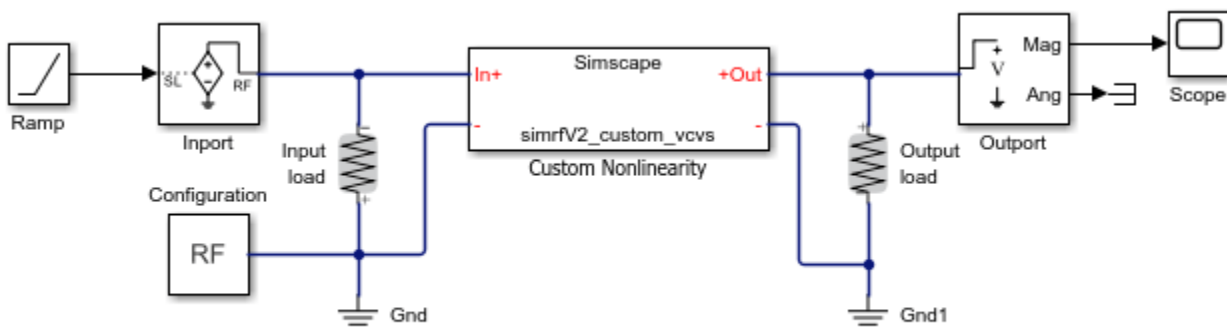 Ramp
SL
RF
Inport
Input
load
Configuration
RF
Gnd
Simscape
In+
+Out
-
-
simrfV2_custom_vcvs
Custom Nonlinearity
Output
load
Gnd1
Mag
V
Ang
Outport
Scope